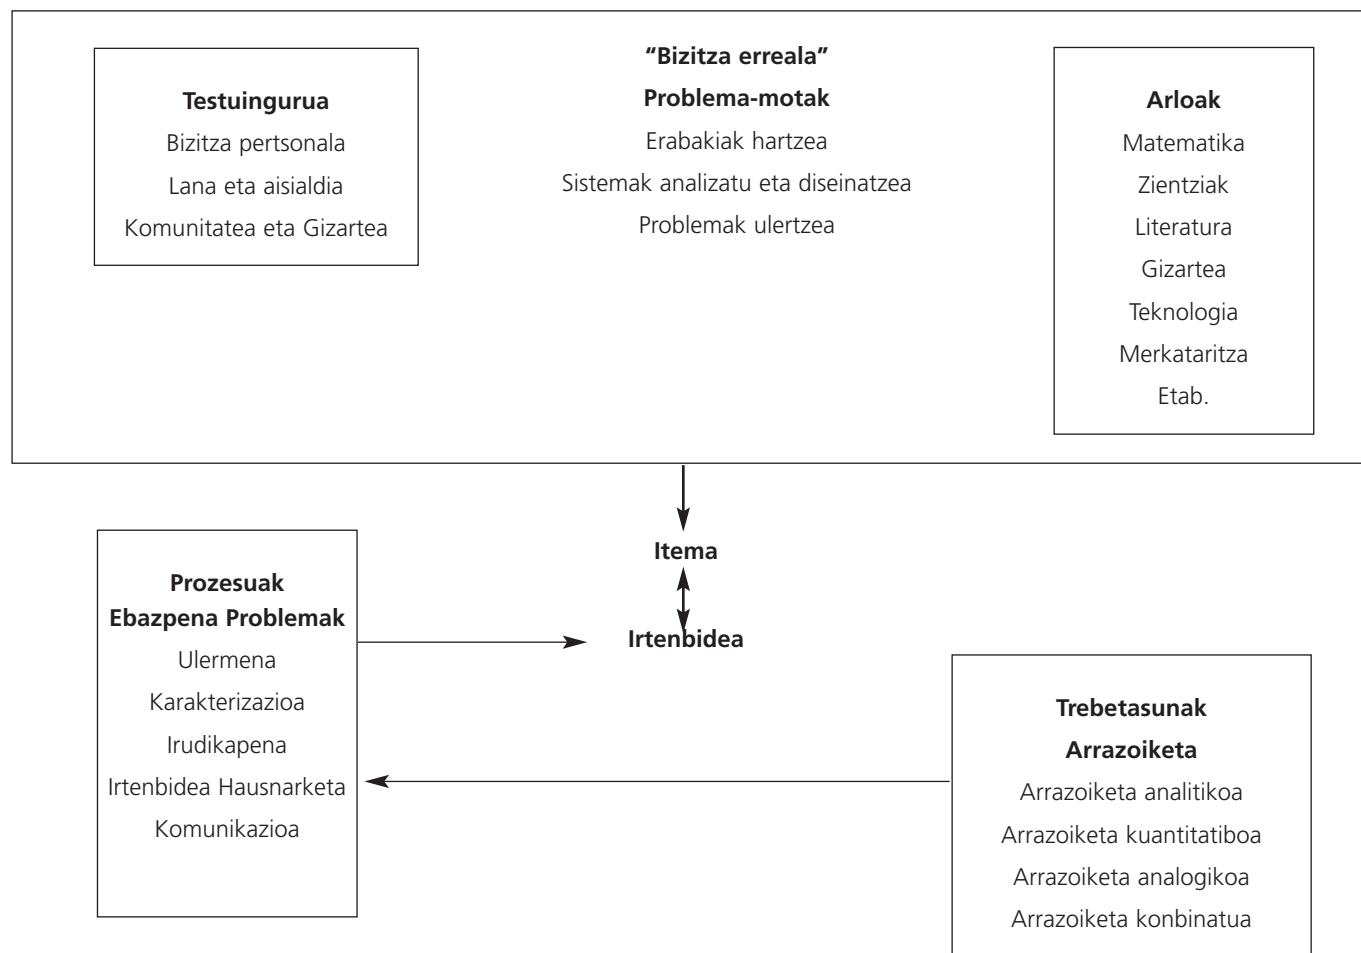 Testuingurua
Bizitza pertsonala
Lana eta aisialdia
Komunitatea eta Gizartea
“Bizitza erreala”
Problema-motak
Erabakiak hartzea
Sistemak analizatu eta diseinatzea
Problemak ulertzea
Arloak
Matematika
Zientziak
Literatura
Gizartea
Teknologia
Merkataritza
Etab.
Itema
Irtenbidea
Prozesuak
Ebazpena Problemak
Ulermena
Karakterizazioa
Irudikapena
Irtenbidea Hausnarketa
Komunikazioa
Trebetasunak
Arrazoiketa
Arrazoiketa analitikoa
Arrazoiketa kuantitatiboa
Arrazoiketa analogikoa
Arrazoiketa konbinatua